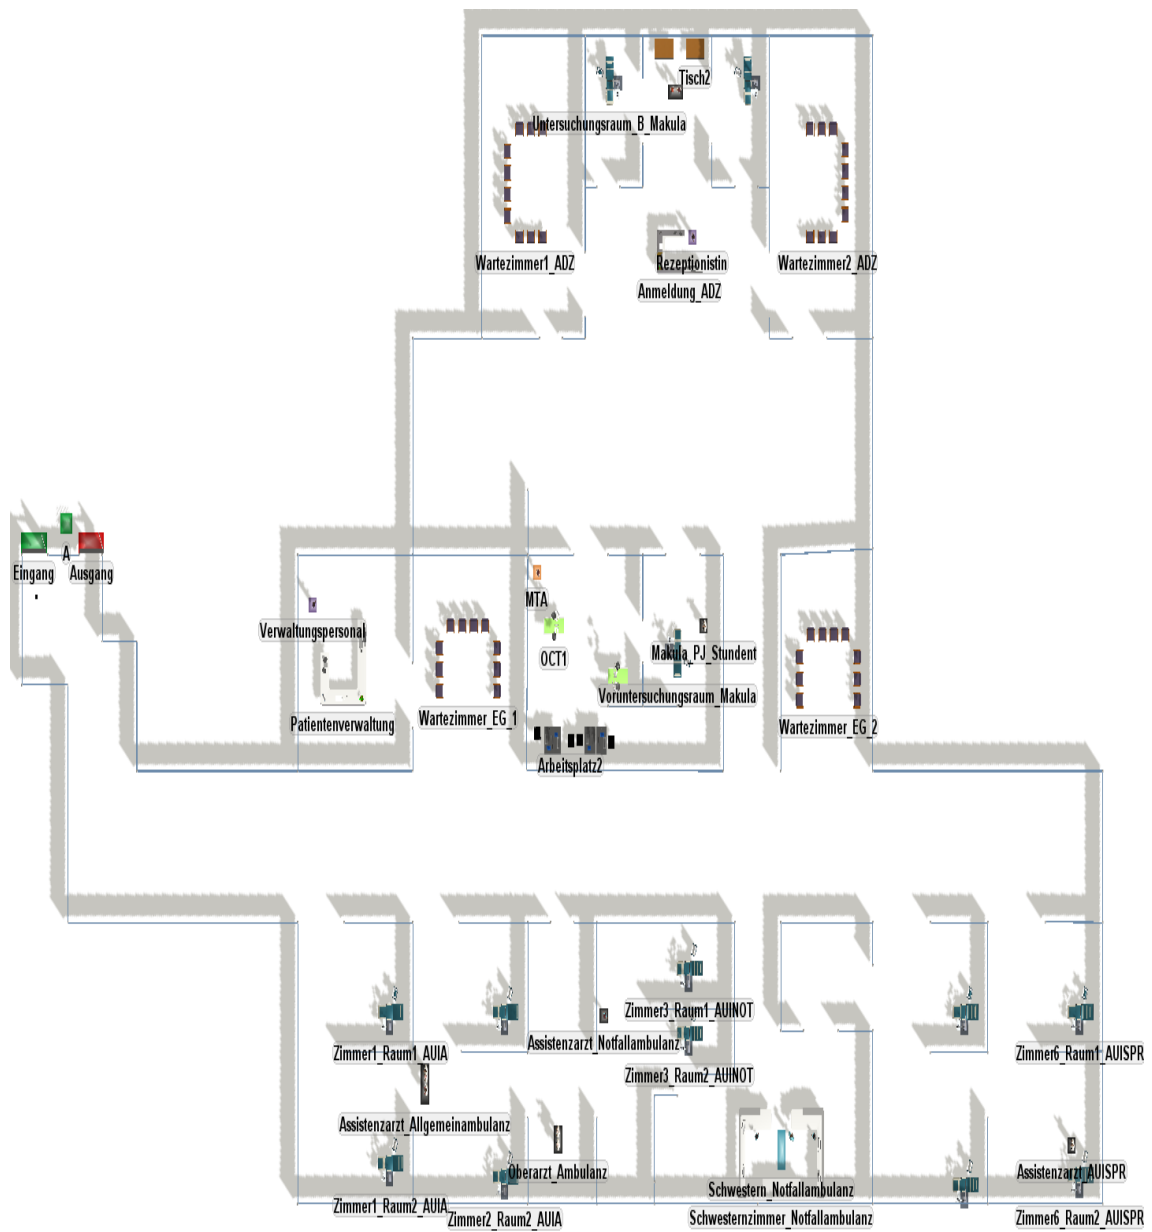 Tisch2
Untersuchungsraum_B_Makula
Wartezimmer1_ADZ
Rezeptionistin
Wartezimmer2_ADZ
Anmeldung_ADZ
A
Eingang
Ausgang
MTA
Verwaltungspersonal
OCT1
Makula_PJ_Stundent
Voruntersuchungsraum_Makula
Patientenverwaltung
Wartezimmer_EG_1
Wartezimmer_EG_2
Arbeitsplatz2
Zimmer3_Raum1_AUINOT
Assistenzarzt_Notfallambulanz
Zimmer1_Raum1_AUIA
Zimmer6_Raum1_AUISPR
Zimmer3_Raum2_AUINOT
Assistenzarzt_Allgemeinambulanz
Oberarzt_Ambulanz
Assistenzarzt_AUISPR
Schwestern_Notfallambulanz
Zimmer1_Raum2_AUIA
Zimmer2_Raum2_AUIA
Schwesternzimmer_Notfallambulanz
Zimmer6_Raum2_AUISPR